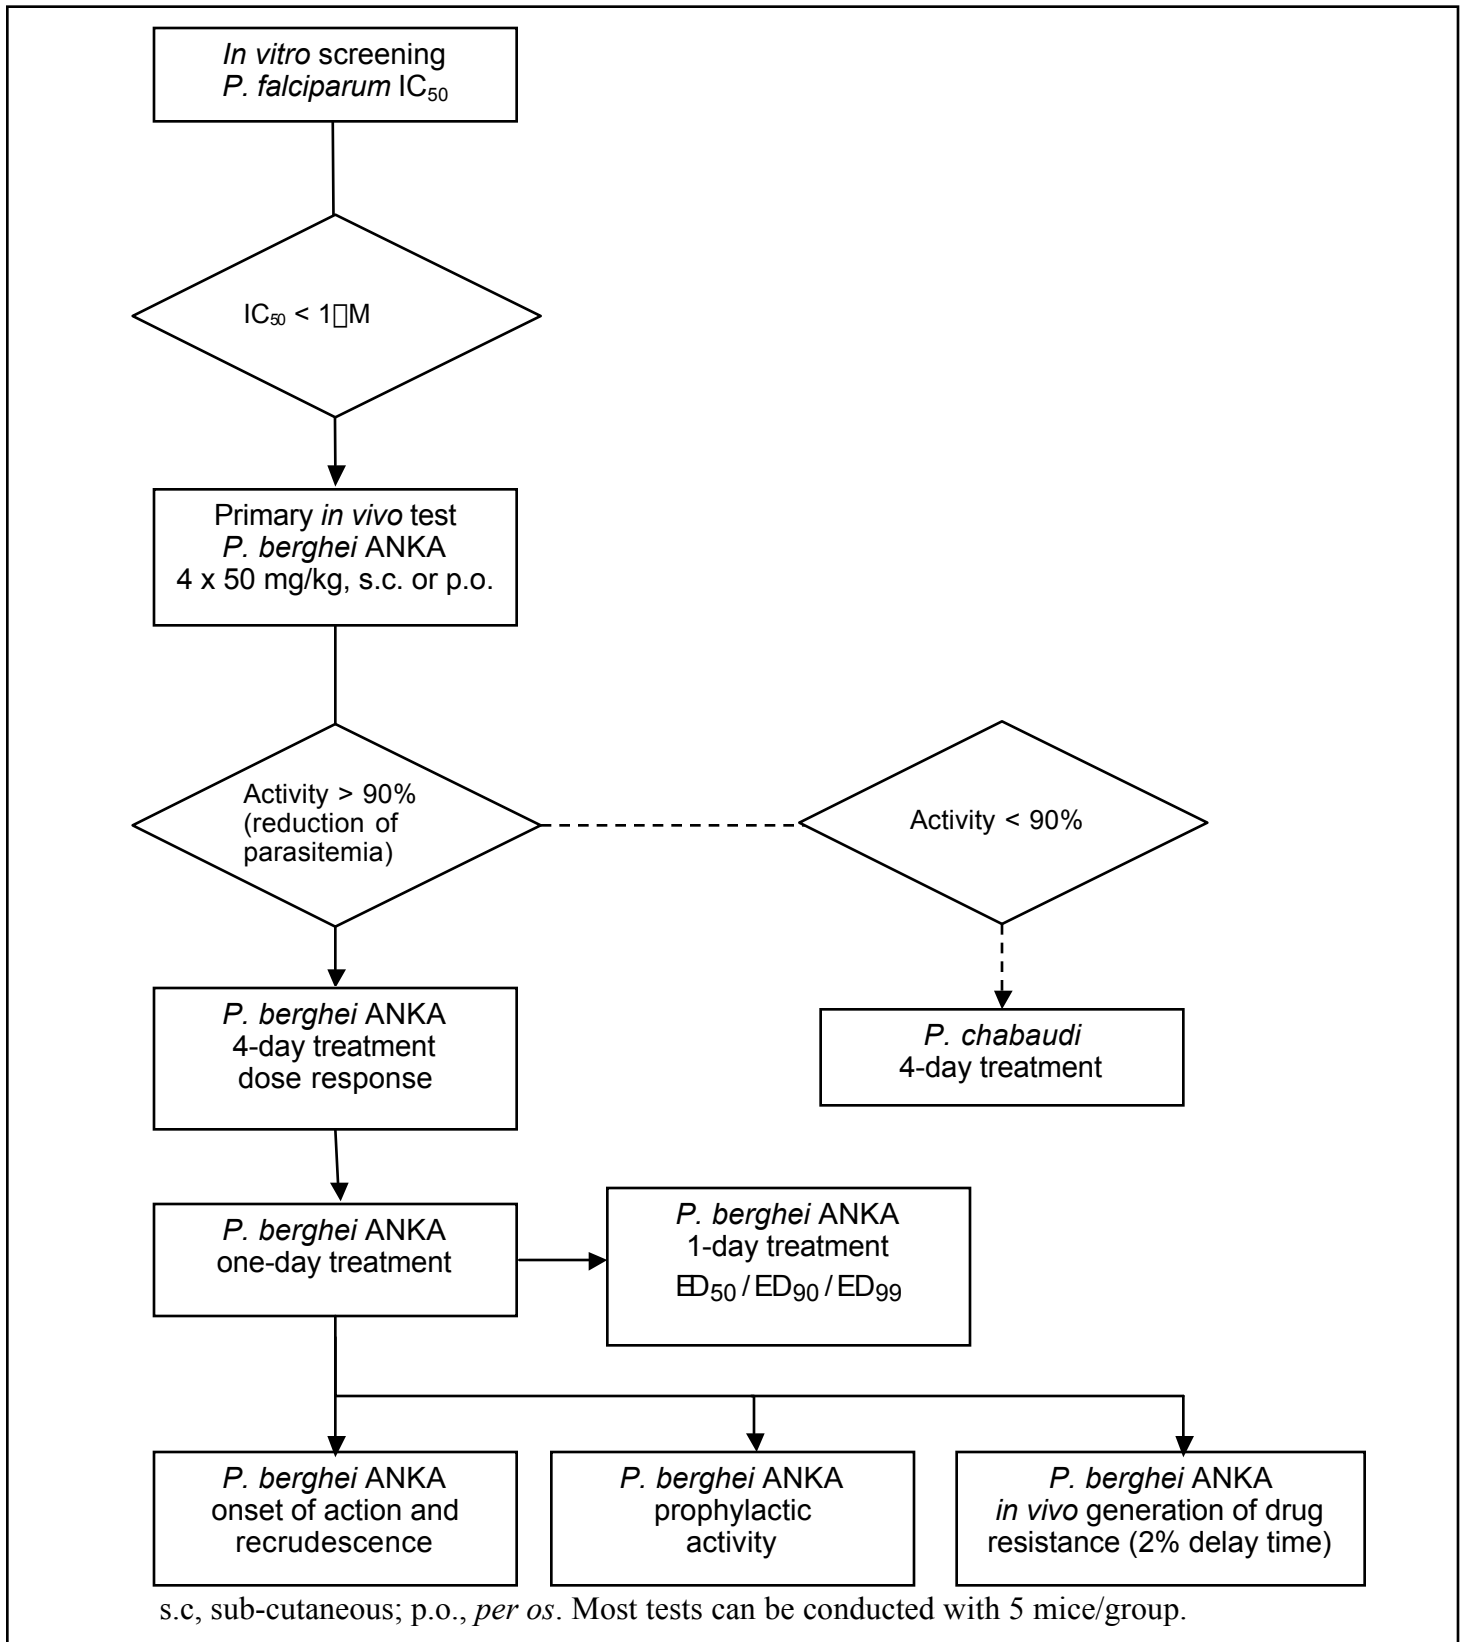 In vitro screening
P. falciparum IC50
IC50 < 1□M
Primary in vivo test
P. berghei ANKA
4 x 50 mg/kg, s.c. or p.o.
Activity > 90%
(reduction of
parasitemia)
Activity < 90%
P. berghei ANKA
4-day treatment
dose response
P. chabaudi
4-day treatment
P. berghei ANKA
one-day treatment
P. berghei ANKA
1-day treatment
ED50 / ED90 / ED99
P. berghei ANKA
onset of action and
recrudescence
P. berghei ANKA
prophylactic
activity
P. berghei ANKA
in vivo generation of drug
resistance (2% delay time)
s.c, sub-cutaneous; p.o., per os. Most tests can be conducted with 5 mice/group.